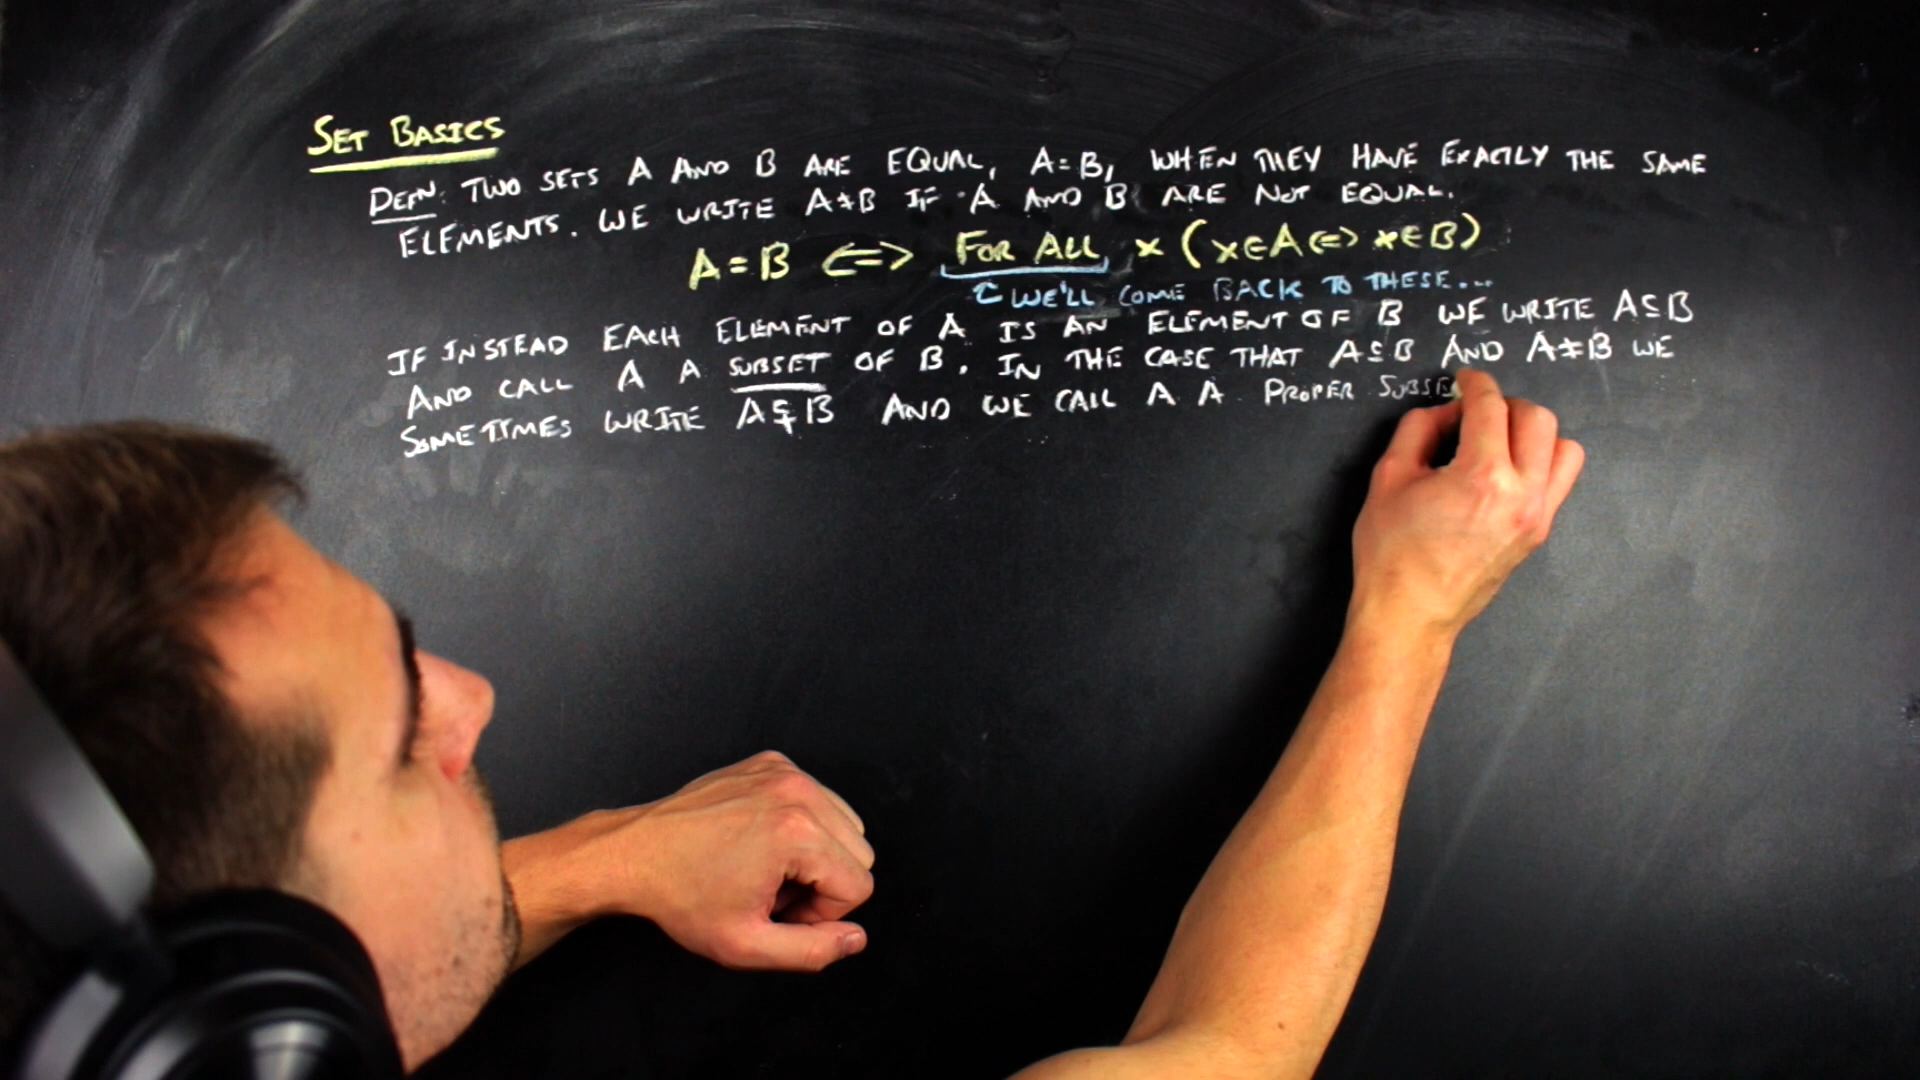 SET BASICS
DEFN: TWO SETS A AND B ARE EQUAL, A=B, WHEN THEY HAVE EXACTLY THE SAME
ELEMENTS. WE WRITE A≠B IF A AND B ARE NOT EQUAL.
A=B <=> FOR ALL x (x∈A <=> x∈B)
WE'LL COME BACK TO THESE...
IF INSTEAD EACH ELEMENT OF A IS AN ELEMENT OF B WE WRITE A⊆B
AND CALL A A SUBSET OF B. IN THE CASE THAT A⊆B AND A≠B WE
SOMETIMES WRITE A⊊B AND WE CALL A A PROPER SUBSE